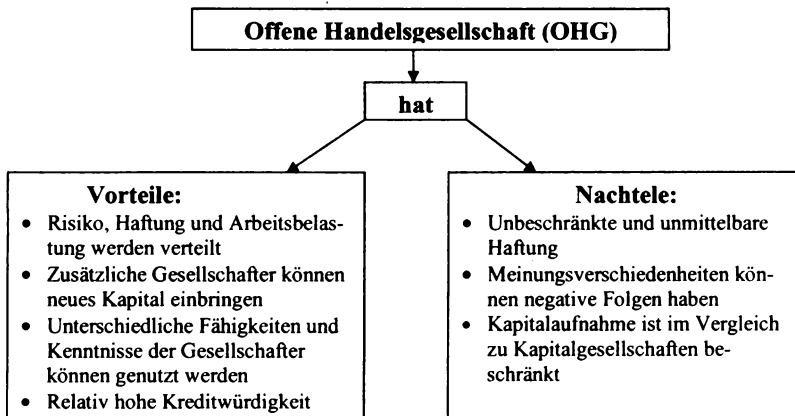 Offene Handelsgesellschaft (OHG)
hat
Vorteile:
• Risiko, Haftung und Arbeitsbelas-
tung werden verteilt
• Zusätzliche Gesellschafter können
neues Kapital einbringen
• Unterschiedliche Fähigkeiten und
Kenntnisse der Gesellschafter
können genutzt werden
• Relativ hohe Kreditwürdigkeit
Nachtele:
• Unbeschränkte und unmittelbare
Haftung
• Meinungsverschiedenheiten kön-
nen negative Folgen haben
• Kapitalaufnahme ist im Vergleich
zu Kapitalgesellschaften be-
schränkt